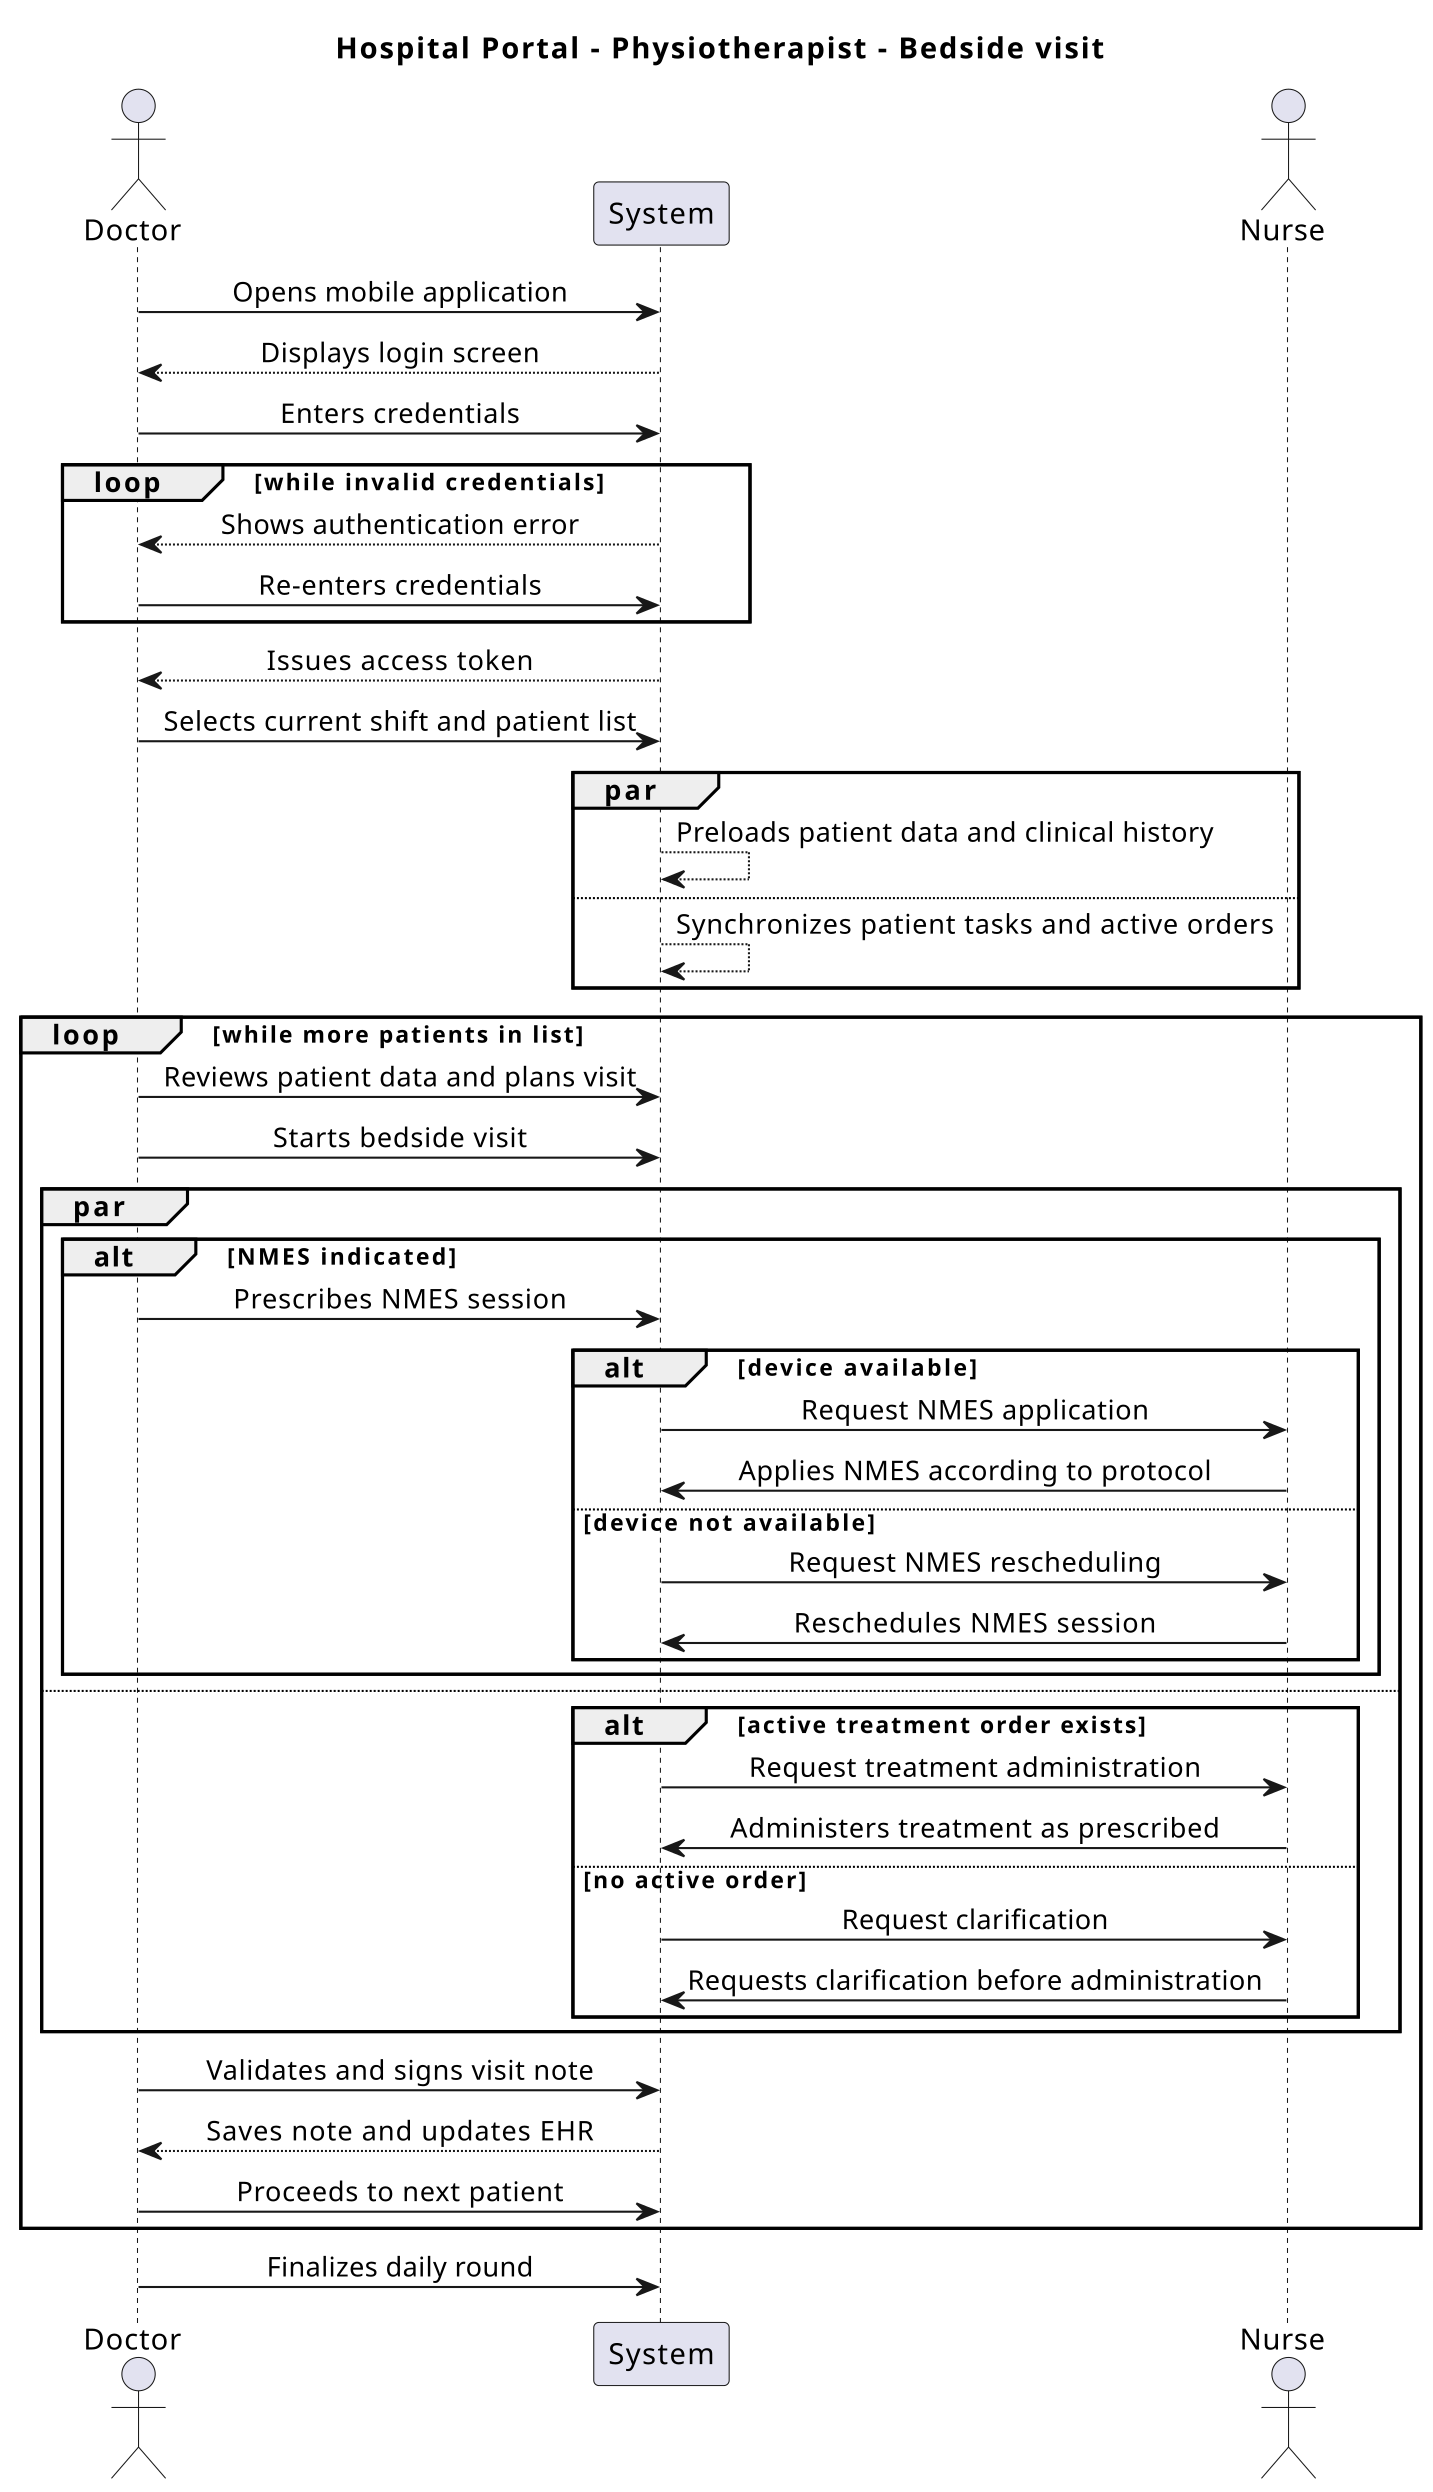 Hospital Portal - Physiotherapist - Bedside visit
Doctor
System
Nurse
Opens mobile application
Displays login screen
Enters credentials
loop [while invalid credentials]
Shows authentication error
Re-enters credentials
Issues access token
Selects current shift and patient list
par
Preloads patient data and clinical history
Synchronizes patient tasks and active orders
loop [while more patients in list]
Reviews patient data and plans visit
Starts bedside visit
par
alt [NMES indicated]
Prescribes NMES session
alt [device available]
Request NMES application
Applies NMES according to protocol
[device not available]
Request NMES rescheduling
Reschedules NMES session
alt [active treatment order exists]
Request treatment administration
Administers treatment as prescribed
[no active order]
Request clarification
Requests clarification before administration
Validates and signs visit note
Saves note and updates EHR
Proceeds to next patient
Finalizes daily round
Doctor
System
Nurse